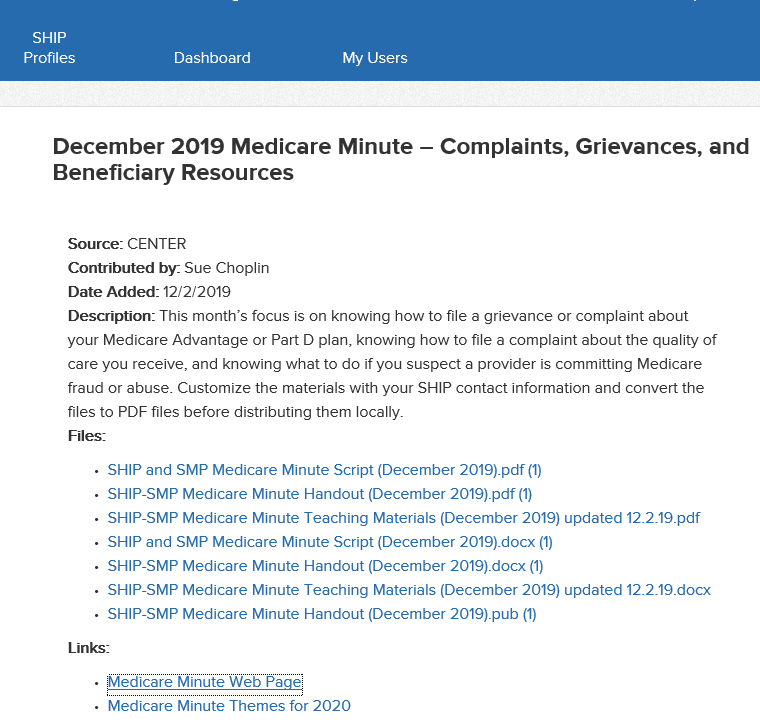 SHIP
Profiles
Dashboard
My Users
December 2019 Medicare Minute – Complaints, Grievances, and
Beneficiary Resources
Source: CENTER
Contributed by: Sue Choplin
Date Added: 12/2/2019
Description: This month's focus is on knowing how to file a grievance or complaint about
your Medicare Advantage or Part D plan, knowing how to file a complaint about the quality of
care you receive, and knowing what to do if you suspect a provider is committing Medicare
fraud or abuse. Customize the materials with your SHIP contact information and convert the
files to PDF files before distributing them locally.
Files:
• SHIP and SMP Medicare Minute Script (December 2019).pdf (1)
• SHIP-SMP Medicare Minute Handout (December 2019).pdf (1)
• SHIP-SMP Medicare Minute Teaching Materials (December 2019) updated 12.2.19.pdf
• SHIP and SMP Medicare Minute Script (December 2019).docx (1)
• SHIP-SMP Medicare Minute Handout (December 2019).docx (1)
• SHIP-SMP Medicare Minute Teaching Materials (December 2019) updated 12.2.19.docx
• SHIP-SMP Medicare Minute Handout (December 2019).pub (1)
Links:
• Medicare Minute Web Page
• Medicare Minute Themes for 2020